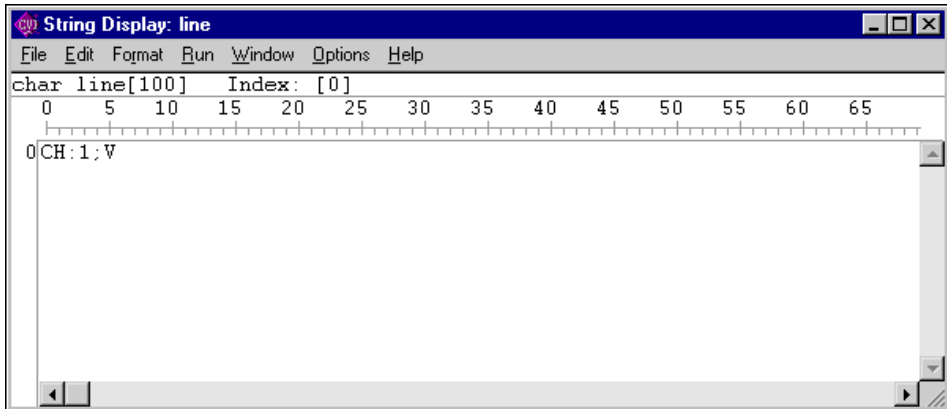 CVI String Display: line
File Edit Format Run Window Options Help
char line[100] Index: [0]
0 5 10 15 20 25 30 35 40 45 50 55 60 65
0 CH:1;V